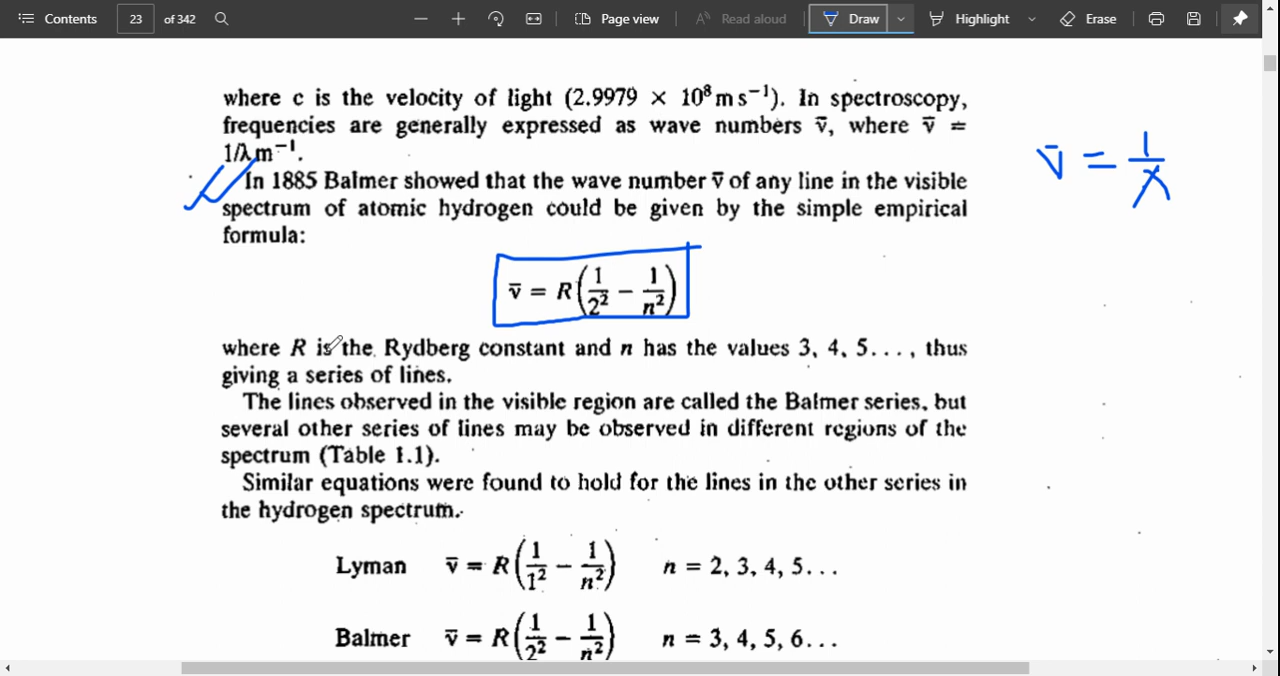 Contents 23 of 342 Page view Read aloud Draw Highlight Erase
where c is the velocity of light (2.9979 × 10⁸ m s⁻¹). In spectroscopy,
frequencies are generally expressed as wave numbers v̄, where v̄ =
1/λ m⁻¹.
v̄ = 1/λ
In 1885 Balmer showed that the wave number v̄ of any line in the visible
spectrum of atomic hydrogen could be given by the simple empirical
formula:
v̄ = R(1/2² − 1/n²)
where R is the Rydberg constant and n has the values 3, 4, 5..., thus
giving a series of lines.
The lines observed in the visible region are called the Balmer series, but
several other series of lines may be observed in different regions of the
spectrum (Table 1.1).
Similar equations were found to hold for the lines in the other series in
the hydrogen spectrum.
Lyman v̄ = R(1/1² − 1/n²) n = 2, 3, 4, 5...
Balmer v̄ = R(1/2² − 1/n²) n = 3, 4, 5, 6...